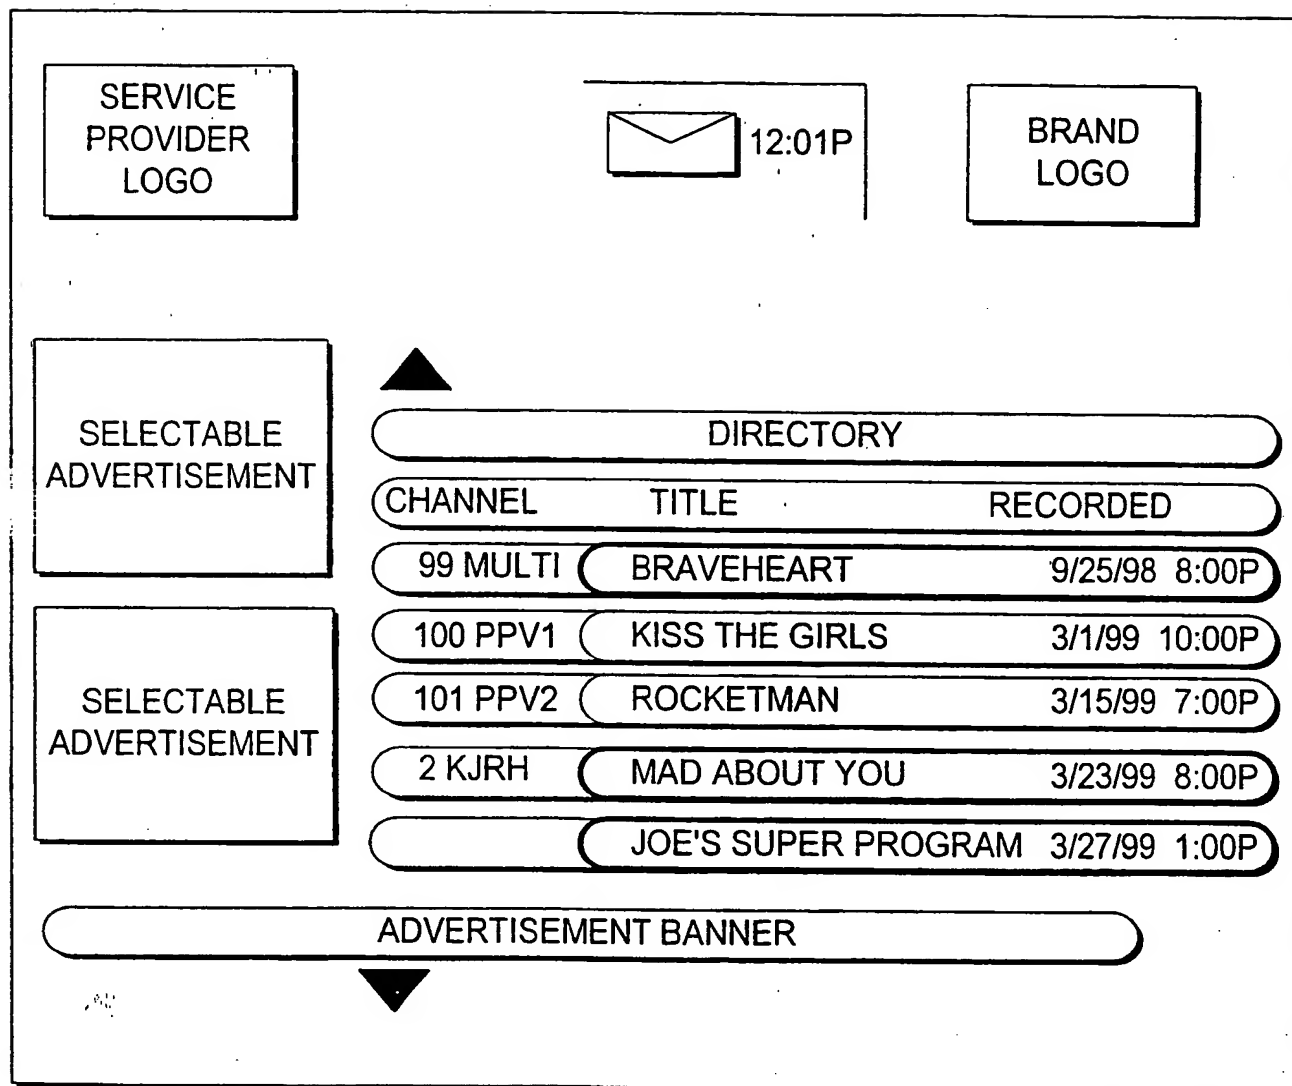 SERVICE
PROVIDER
LOGO
12:01P
BRAND
LOGO
SELECTABLE
ADVERTISEMENT
SELECTABLE
ADVERTISEMENT
DIRECTORY
CHANNEL TITLE RECORDED
99 MULTI BRAVEHEART 9/25/98 8:00P
100 PPV1 KISS THE GIRLS 3/1/99 10:00P
101 PPV2 ROCKETMAN 3/15/99 7:00P
2 KJRH MAD ABOUT YOU 3/23/99 8:00P
JOE'S SUPER PROGRAM 3/27/99 1:00P
ADVERTISEMENT BANNER